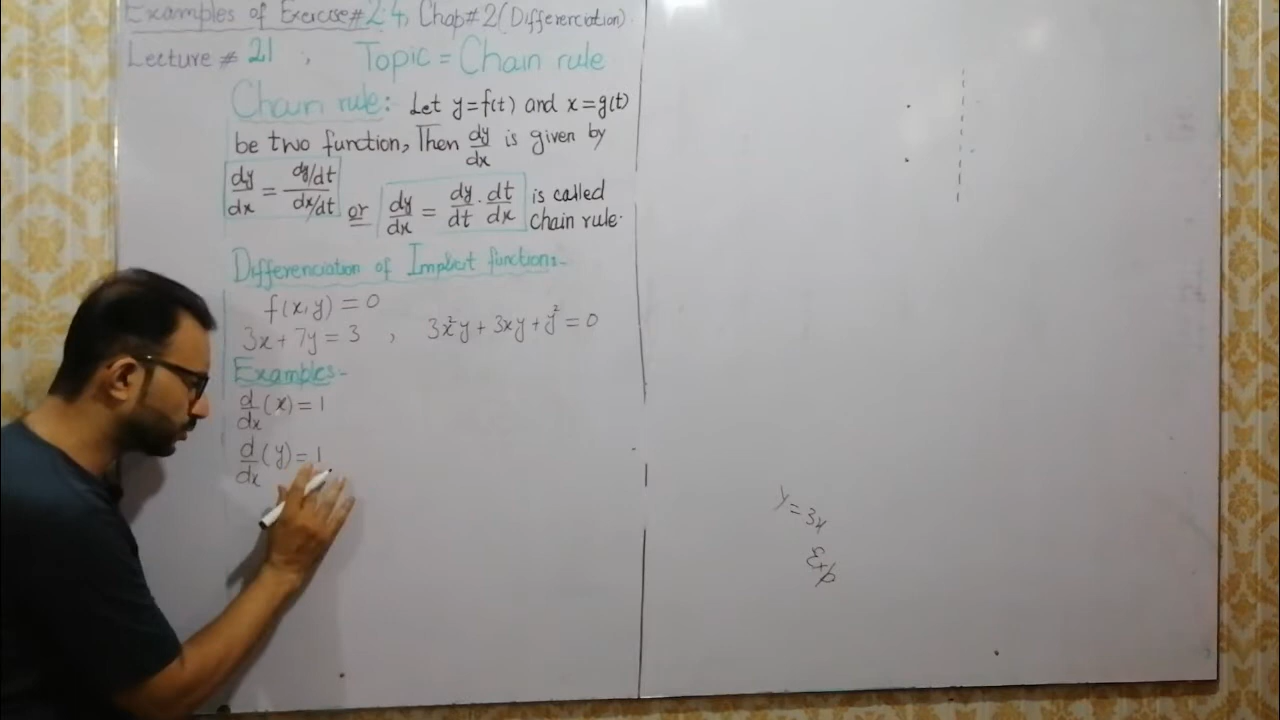 Examples of Exercise# 2.4, Chap# 2 (Differenciation).
Lecture # 21 , Topic = Chain rule
Chain rule: Let y=f(t) and x=g(t)
be two function, Then dy/dx is given by
dy/dx = dy/dt / dx/dt or dy/dx = dy/dt . dt/dx is called
Chain rule.
Differenciation of Implicit function:-
f(x,y) = 0
3x + 7y = 3 , 3x²y + 3xy + y² = 0
Examples-
d/dx (x) = 1
d/dx (y) = 1
y = 3x